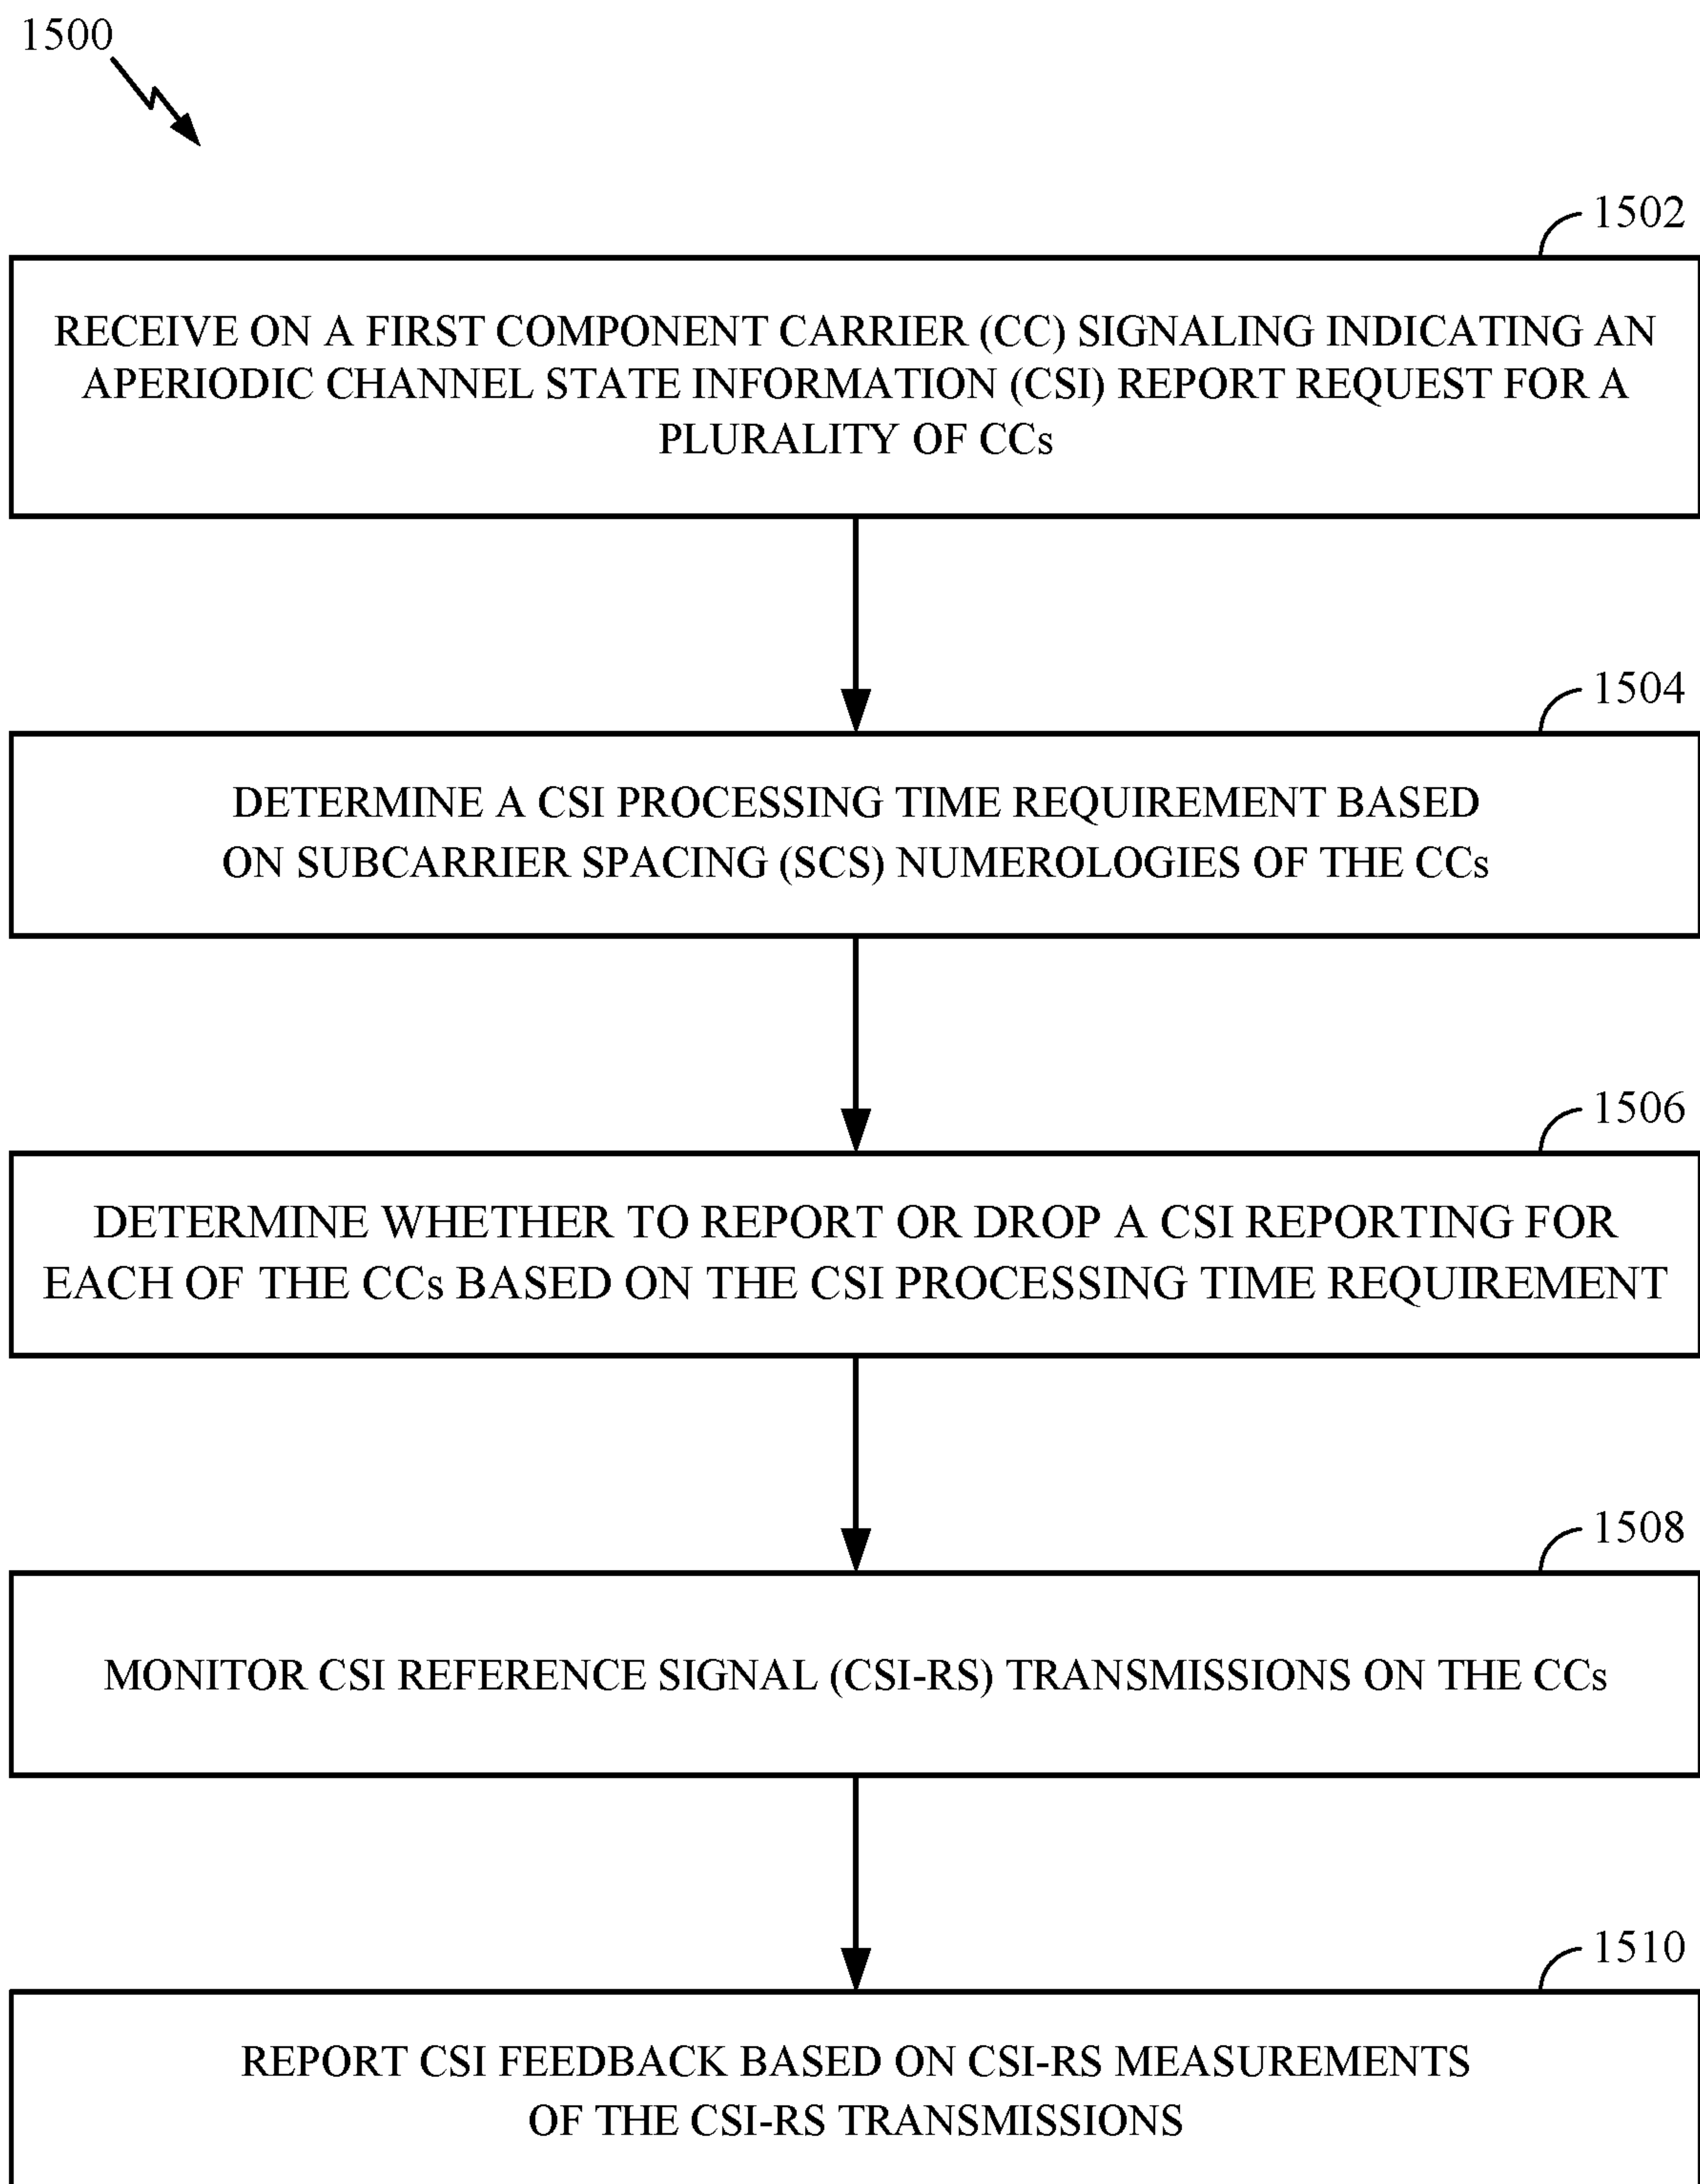 1500
1502
RECEIVE ON A FIRST COMPONENT CARRIER (CC) SIGNALING INDICATING AN
APERIODIC CHANNEL STATE INFORMATION (CSI) REPORT REQUEST FOR A
PLURALITY OF CCs
1504
DETERMINE A CSI PROCESSING TIME REQUIREMENT BASED
ON SUBCARRIER SPACING (SCS) NUMEROLOGIES OF THE CCs
1506
DETERMINE WHETHER TO REPORT OR DROP A CSI REPORTING FOR
EACH OF THE CCs BASED ON THE CSI PROCESSING TIME REQUIREMENT
1508
MONITOR CSI REFERENCE SIGNAL (CSI-RS) TRANSMISSIONS ON THE CCs
1510
REPORT CSI FEEDBACK BASED ON CSI-RS MEASUREMENTS
OF THE CSI-RS TRANSMISSIONS